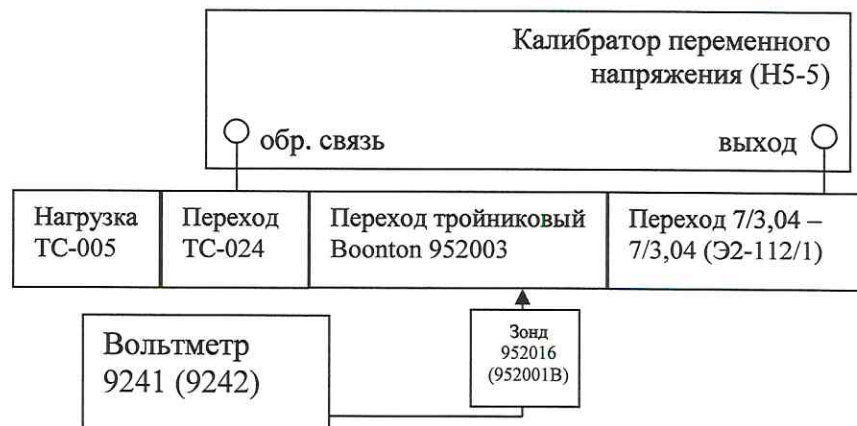 Калибратор переменного
напряжения (Н5-5)
обр. связь
выход
Нагрузка
ТС-005
Переход
ТС-024
Переход тройниковый
Boonton 952003
Переход 7/3,04 –
7/3,04 (Э2-112/1)
Вольтметр
9241 (9242)
Зонд
952016
(952001В)